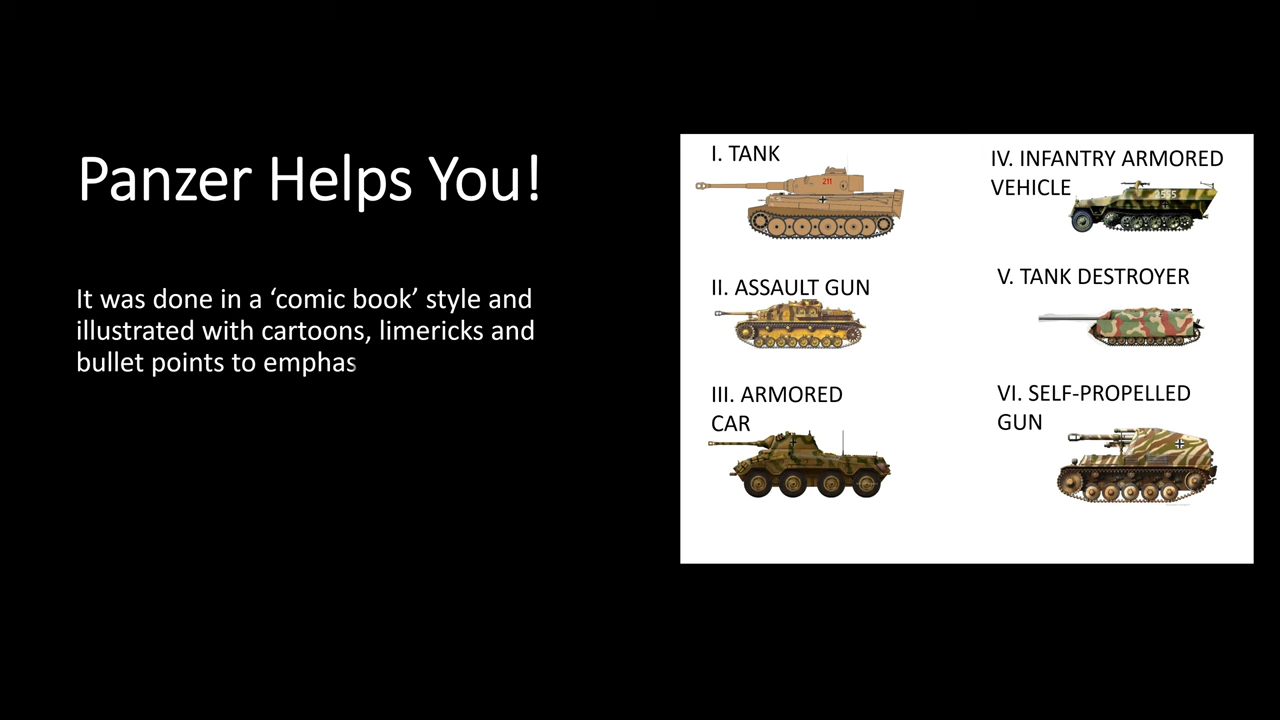 Panzer Helps You!
It was done in a ‘comic book’ style and
illustrated with cartoons, limericks and
bullet points to emphas
I. TANK
211
II. ASSAULT GUN
III. ARMORED
CAR
IV. INFANTRY ARMORED
VEHICLE
V. TANK DESTROYER
VI. SELF-PROPELLED
GUN